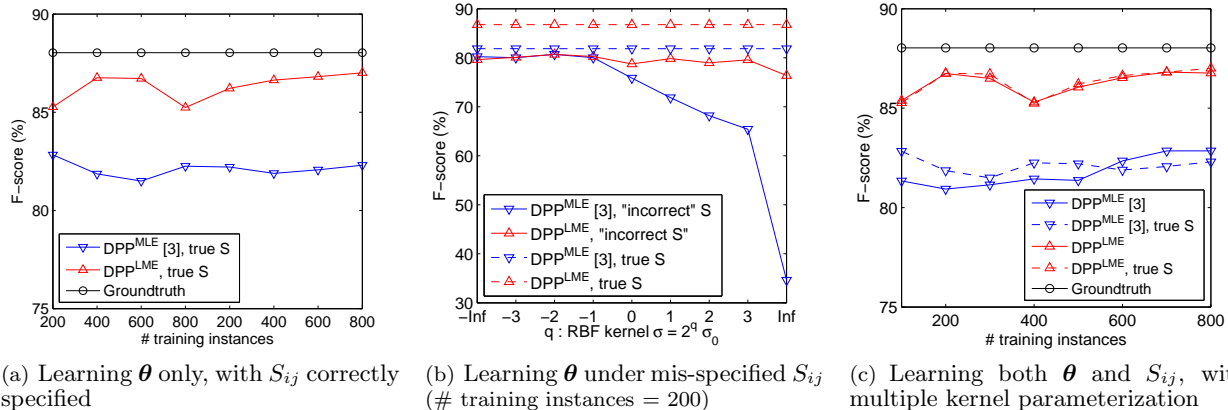 90
85
80
75
F−score (%)
200 400 600 800 200 400 600 800
# training instances
DPP^MLE [3], true S
DPP^LME, true S
Groundtruth
(a) Learning θ only, with S_ij correctly
specified
90
80
70
60
50
40
30
F−score (%)
−Inf −3 −2 −1 0 1 2 3 Inf
q : RBF kernel σ = 2^q σ_0
DPP^MLE [3], "incorrect" S
DPP^LME, "incorrect S"
DPP^MLE [3], true S
DPP^LME, true S
(b) Learning θ under mis-specified S_ij
(# training instances = 200)
90
85
80
75
F−score (%)
200 400 600 800
# training instances
DPP^MLE [3]
DPP^MLE [3], true S
DPP^LME
DPP^LME, true S
Groundtruth
(c) Learning both θ and S_ij, wit
multiple kernel parameterization